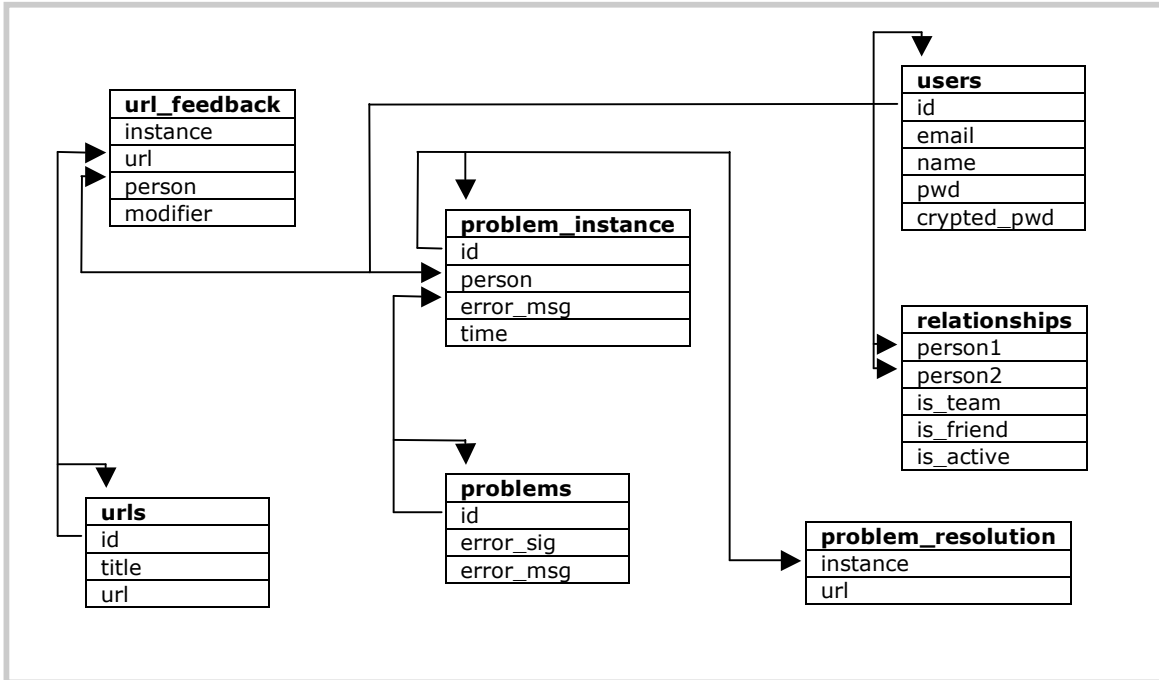 url_feedback
instance
url
person
modifier
users
id
email
name
pwd
crypted_pwd
problem_instance
id
person
error_msg
time
relationships
person1
person2
is_team
is_friend
is_active
urls
id
title
url
problems
id
error_sig
error_msg
problem_resolution
instance
url